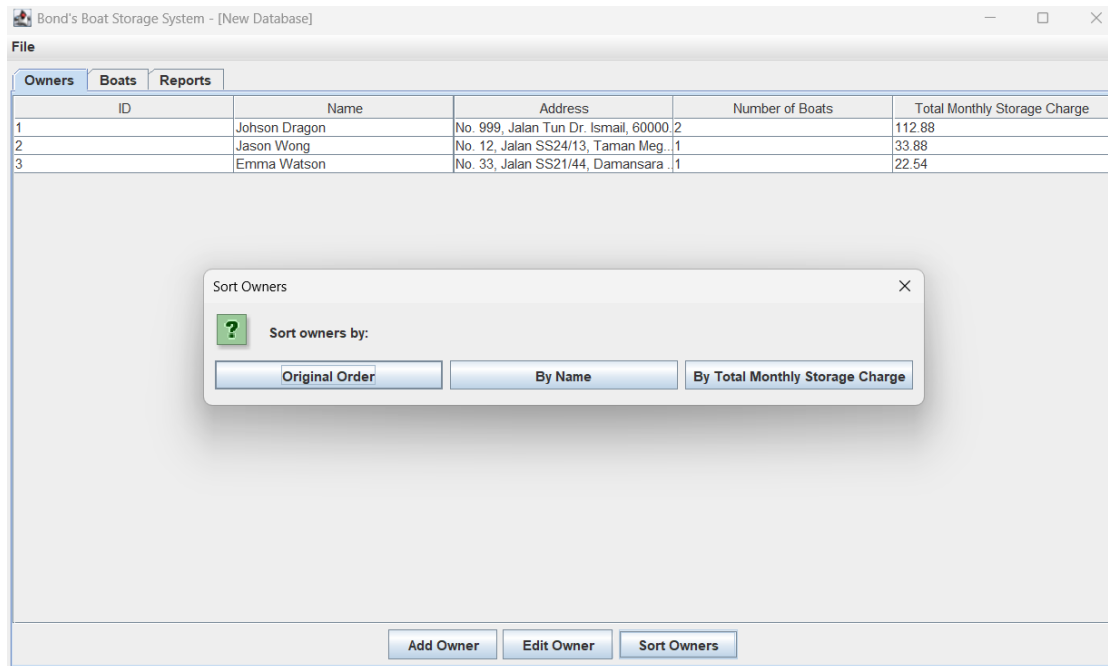 Bond's Boat Storage System - [New Database]
File
Owners Boats Reports
ID Name Address Number of Boats Total Monthly Storage Charge
1 Johson Dragon No. 999, Jalan Tun Dr. Ismail, 60000. 2 112.88
2 Jason Wong No. 12, Jalan SS24/13, Taman Meg... 1 33.88
3 Emma Watson No. 33, Jalan SS21/44, Damansara .. 1 22.54
Sort Owners
? Sort owners by:
Original Order By Name By Total Monthly Storage Charge
Add Owner Edit Owner Sort Owners